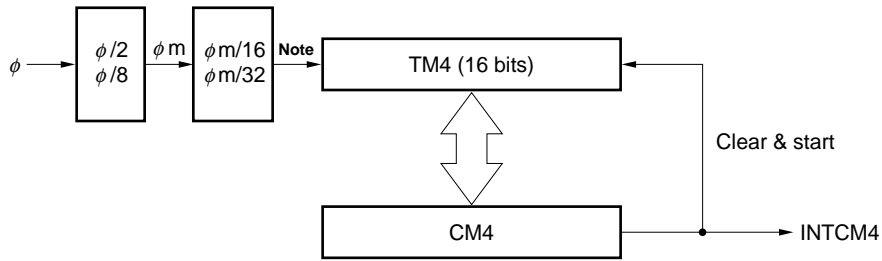 φ
φ/2
φ/8
φm
φm/16
φm/32
Note
TM4 (16 bits)
Clear & start
CM4
INTCM4